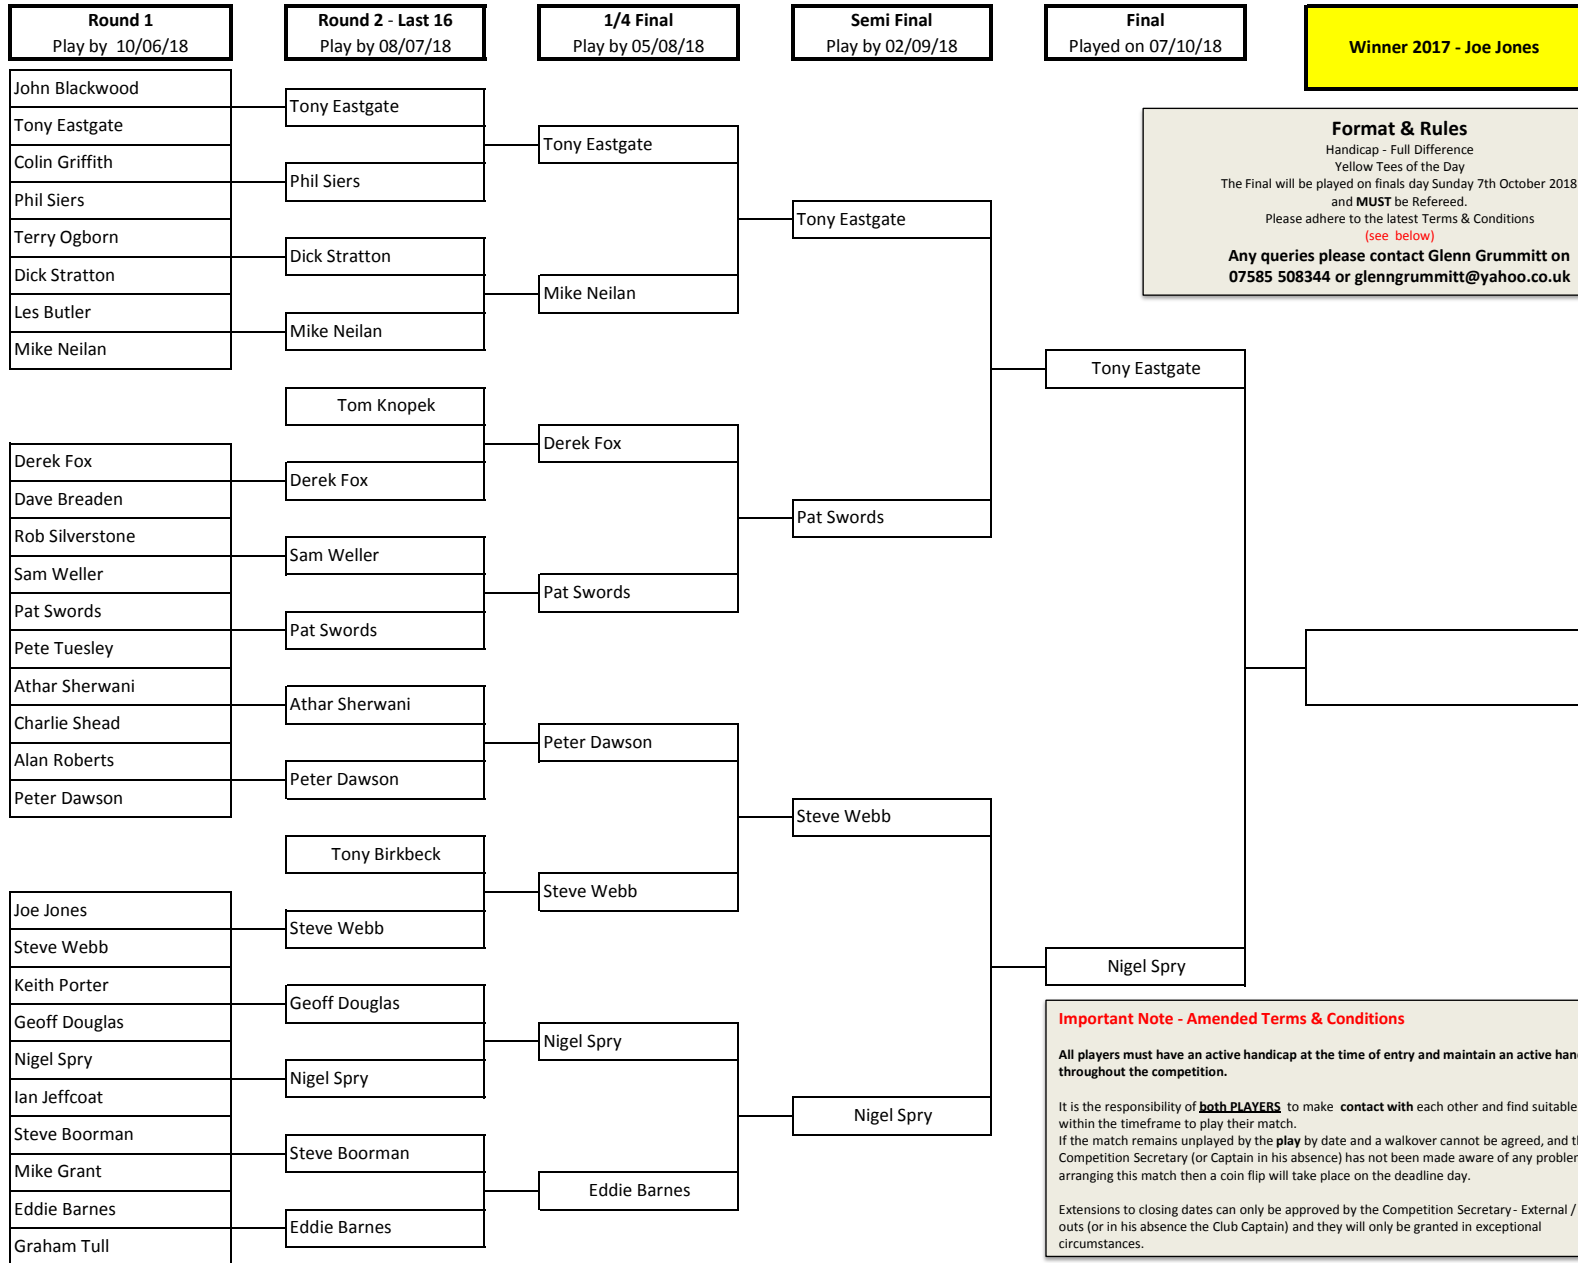 Round 1
Play by 10/06/18
Round 2 - Last 16
Play by 08/07/18
1/4 Final
Play by 05/08/18
Semi Final
Play by 02/09/18
Final
Played on 07/10/18
Winner 2017 - Joe Jones
John Blackwood
Tony Eastgate
Colin Griffith
Phil Siers
Terry Ogborn
Dick Stratton
Les Butler
Mike Neilan
Derek Fox
Dave Breaden
Rob Silverstone
Sam Weller
Pat Swords
Pete Tuesley
Athar Sherwani
Charlie Shead
Alan Roberts
Peter Dawson
Joe Jones
Steve Webb
Keith Porter
Geoff Douglas
Nigel Spry
Ian Jeffcoat
Steve Boorman
Mike Grant
Eddie Barnes
Graham Tull
Tony Eastgate
Phil Siers
Dick Stratton
Mike Neilan
Tom Knopek
Derek Fox
Sam Weller
Pat Swords
Athar Sherwani
Peter Dawson
Tony Birkbeck
Steve Webb
Geoff Douglas
Nigel Spry
Steve Boorman
Eddie Barnes
Tony Eastgate
Mike Neilan
Derek Fox
Pat Swords
Peter Dawson
Steve Webb
Nigel Spry
Eddie Barnes
Tony Eastgate
Pat Swords
Steve Webb
Nigel Spry
Tony Eastgate
Nigel Spry
Format & Rules
Handicap - Full Difference
Yellow Tees of the Day
The Final will be played on finals day Sunday 7th October 2018
and MUST be Refereed.
Please adhere to the latest Terms & Conditions
(see below)
Any queries please contact Glenn Grummitt on
07585 508344 or glenngrummitt@yahoo.co.uk
Important Note - Amended Terms & Conditions
All players must have an active handicap at the time of entry and maintain an active
throughout the competition.
It is the responsibility of both PLAYERS to make contact with each other and find suitable
within the timeframe to play their match.
If the match remains unplayed by the play by date and a walkover cannot be agreed, and
Competition Secretary (or Captain in his absence) has not been made aware of any
arranging this match then a coin flip will take place on the deadline day.
Extensions to closing dates can only be approved by the Competition Secretary - External /
outs (or in his absence the Club Captain) and they will only be granted in exceptional
circumstances.